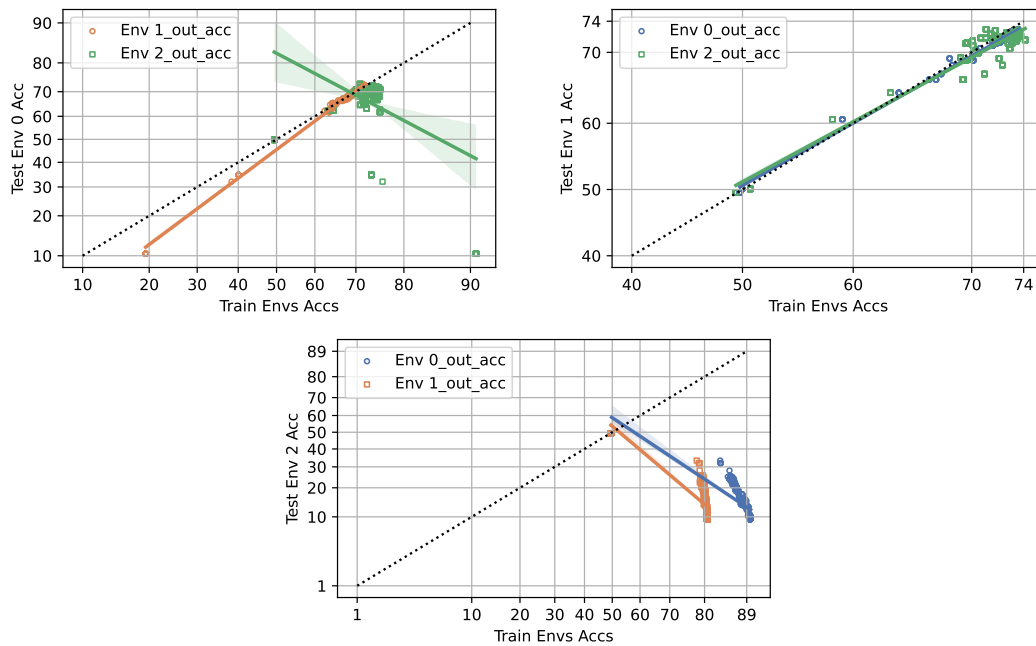 Env 1_out_acc
Env 2_out_acc
Test Env 0 Acc
90
80
70
60
50
40
30
20
10
10 20 30 40 50 60 70 80 90
Train Envs Accs
Env 0_out_acc
Env 2_out_acc
Test Env 1 Acc
74
70
60
50
40
40 50 60 70 74
Train Envs Accs
Env 0_out_acc
Env 1_out_acc
Test Env 2 Acc
89
80
70
60
50
40
30
20
10
1
1 10 20 30 40 50 60 70 80 89
Train Envs Accs